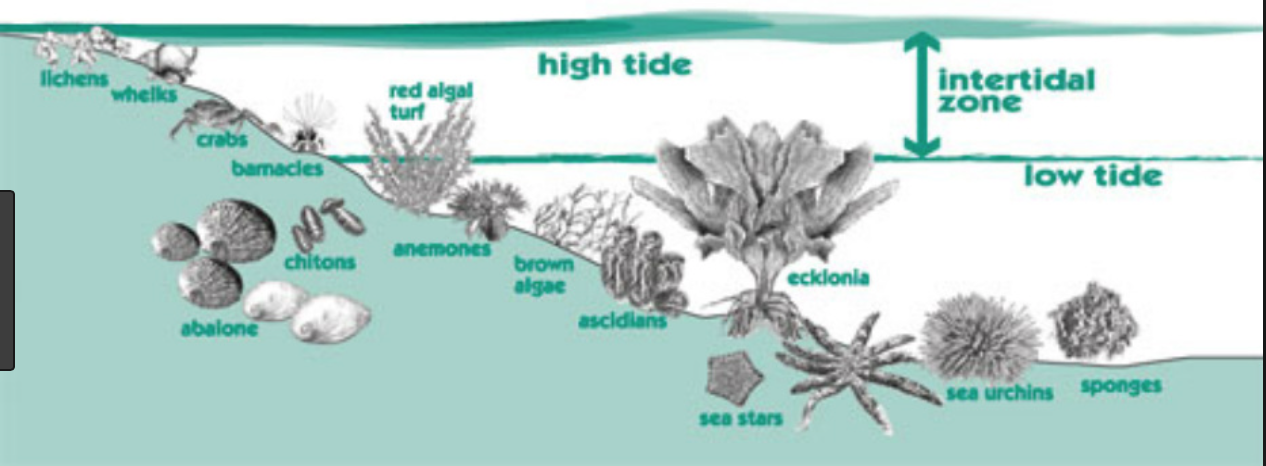 high tide
intertidal
zone
low tide
lichens
whelks
crabs
barnacles
red algal
turf
abalone
chitons
anemones
brown
algae
ascidians
ecklonia
sea stars
sea urchins
sponges